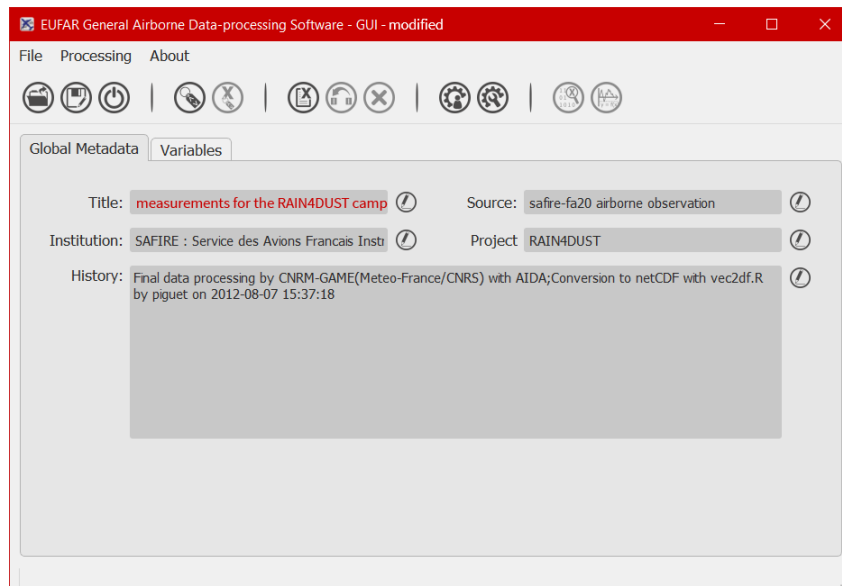 EUFAR General Airborne Data-processing Software - GUI - modified
File Processing About
Global Metadata Variables
Title: measurements for the RAIN4DUST camp Source: safire-fa20 airborne observation
Institution: SAFIRE : Service des Avions Francais Instr Project RAIN4DUST
History: Final data processing by CNRM-GAME(Meteo-France/CNRS) with AIDA;Conversion to netCDF with vec2df.R
by piguet on 2012-08-07 15:37:18